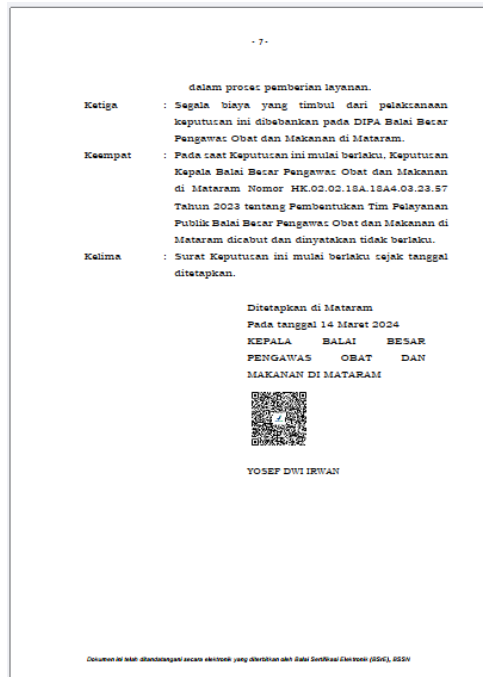 - 7 -
dalam proses pemberian layanan.
Ketiga : Segala biaya yang timbul dari pelaksanaan
keputusan ini dibebankan pada DIPA Balai Besar
Pengawas Obat dan Makanan di Mataram.
Keempat : Pada saat Keputusan ini mulai berlaku, Keputusan
Kepala Balai Besar Pengawas Obat dan Makanan
di Mataram Nomor HK.02.02.18A.18A4.03.23.57
Tahun 2023 tentang Pembentukan Tim Pelayanan
Publik Balai Besar Pengawas Obat dan Makanan di
Mataram dicabut dan dinyatakan tidak berlaku.
Kelima : Surat Keputusan ini mulai berlaku sejak tanggal
ditetapkan.
Ditetapkan di Mataram
Pada tanggal 14 Maret 2024
KEPALA BALAI BESAR
PENGAWAS OBAT DAN
MAKANAN DI MATARAM
YOSEF DWI IRWAN
Dokumen ini telah ditandatangani secara elektronik yang diterbitkan oleh Balai Sertifikasi Elektronik (BSrE), BSSN